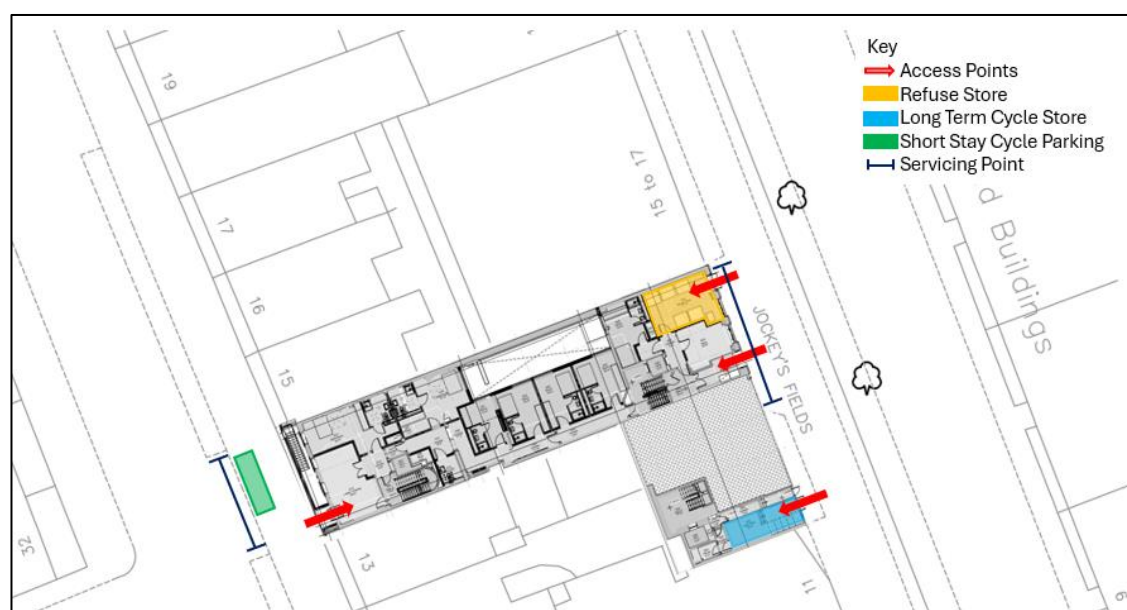 Key
Access Points
Refuse Store
Long Term Cycle Store
Short Stay Cycle Parking
Servicing Point
19
17
16
15
13
32
15 to 17
JOCKEY'S FIELDS
d Buildings
11
9